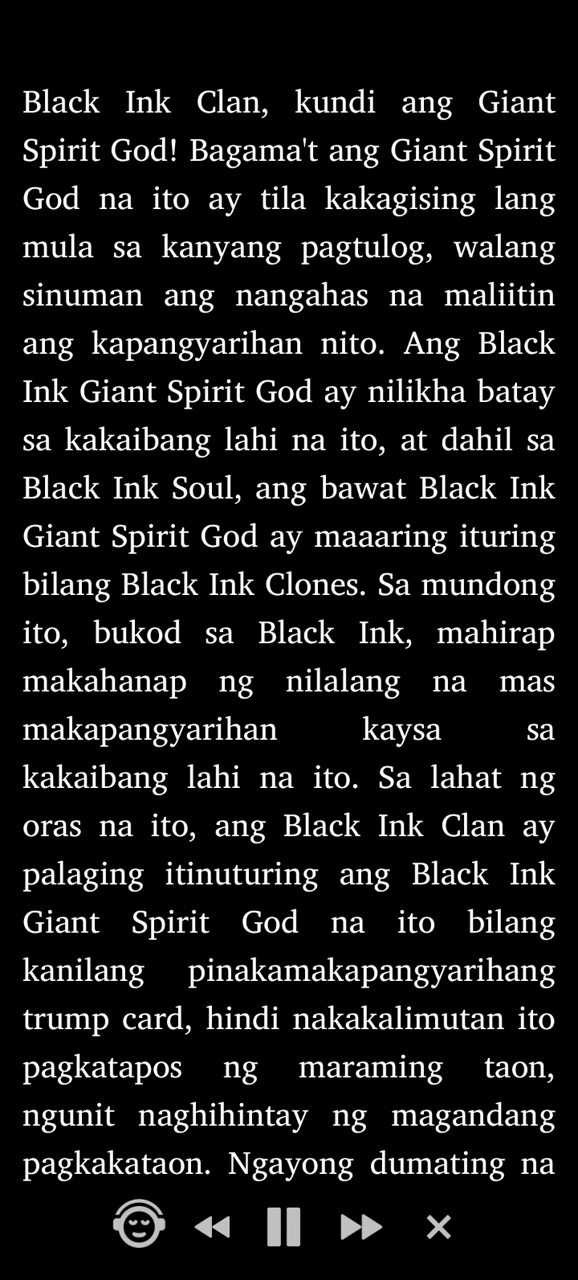 Black Ink Clan, kundi ang Giant
Spirit God! Bagama't ang Giant Spirit
God na ito ay tila kakagising lang
mula sa kanyang pagtulog, walang
sinuman ang nangahas na maliitin
ang kapangyarihan nito. Ang Black
Ink Giant Spirit God ay nilikha batay
sa kakaibang lahi na ito, at dahil sa
Black Ink Soul, ang bawat Black Ink
Giant Spirit God ay maaaring ituring
bilang Black Ink Clones. Sa mundong
ito, bukod sa Black Ink, mahirap
makahanap ng nilalang na mas
makapangyarihan kaysa sa
kakaibang lahi na ito. Sa lahat ng
oras na ito, ang Black Ink Clan ay
palaging itinuturing ang Black Ink
Giant Spirit God na ito bilang
kanilang pinakamakapangyarihang
trump card, hindi nakakalimutan ito
pagkatapos ng maraming taon,
ngunit naghihintay ng magandang
pagkakataon. Ngayong dumating na